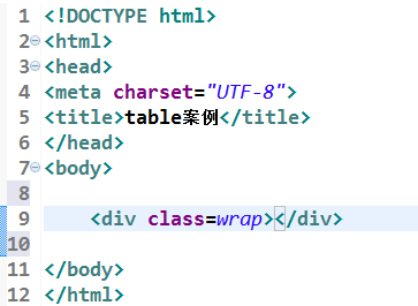 1 <!DOCTYPE html>
2 <html>
3 <head>
4 <meta charset="UTF-8">
5 <title>table案例</title>
6 </head>
7 <body>
8
9     <div class=wrap></div>
10
11 </body>
12 </html>